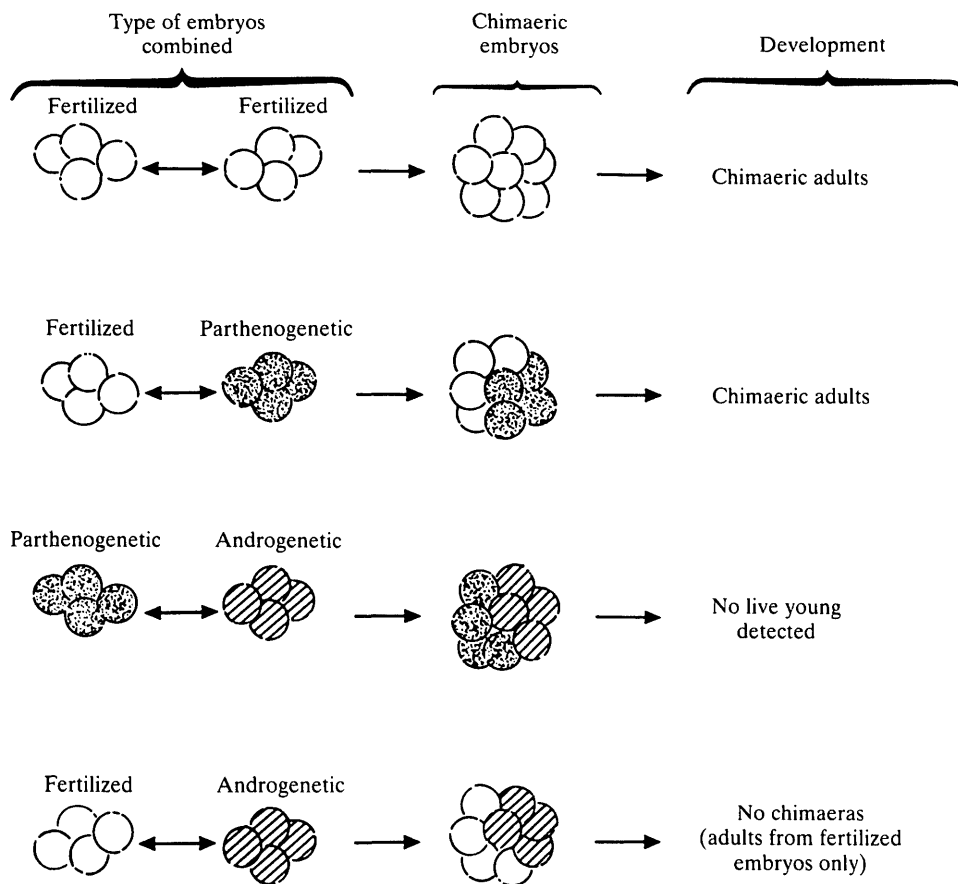 Type of embryos
combined
Chimaeric
embryos
Development
Fertilized
Fertilized
Chimaeric adults
Fertilized
Parthenogenetic
Chimaeric adults
Parthenogenetic
Androgenetic
No live young
detected
Fertilized
Androgenetic
No chimaeras
(adults from fertilized
embryos only)